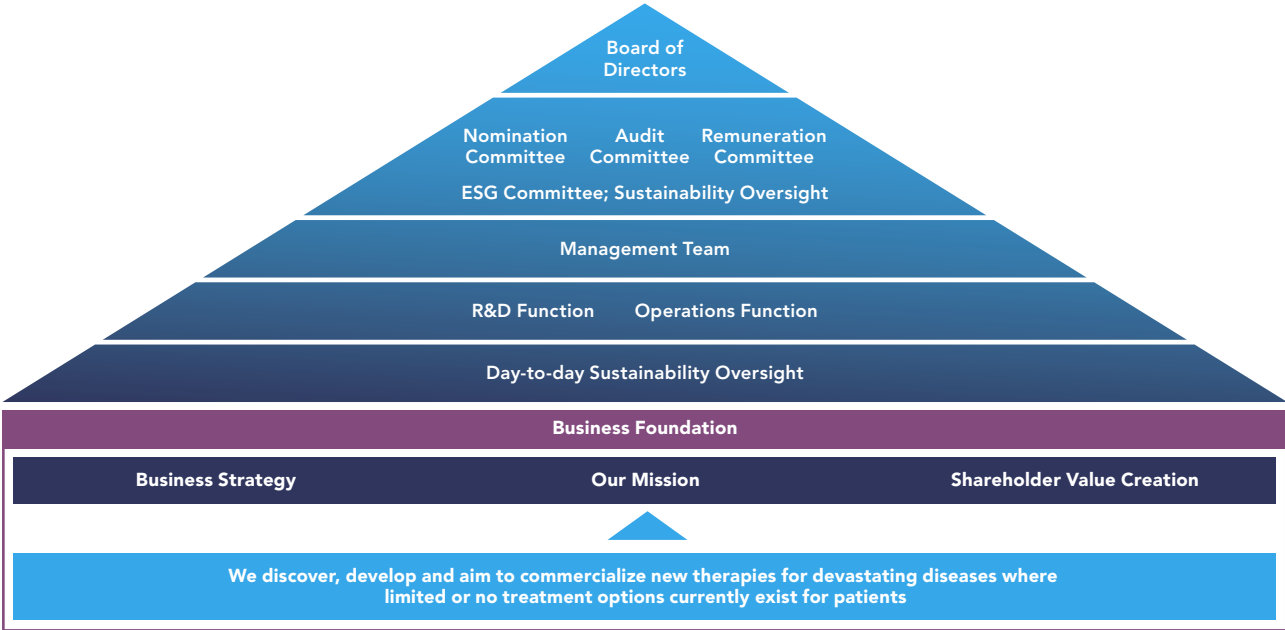 Board of
Directors
Nomination
Committee
Audit
Committee
Remuneration
Committee
ESG Committee; Sustainability Oversight
Management Team
R&D Function
Operations Function
Day-to-day Sustainability Oversight
Business Foundation
Business Strategy
Our Mission
Shareholder Value Creation
We discover, develop and aim to commercialize new therapies for devastating diseases where
limited or no treatment options currently exist for patients